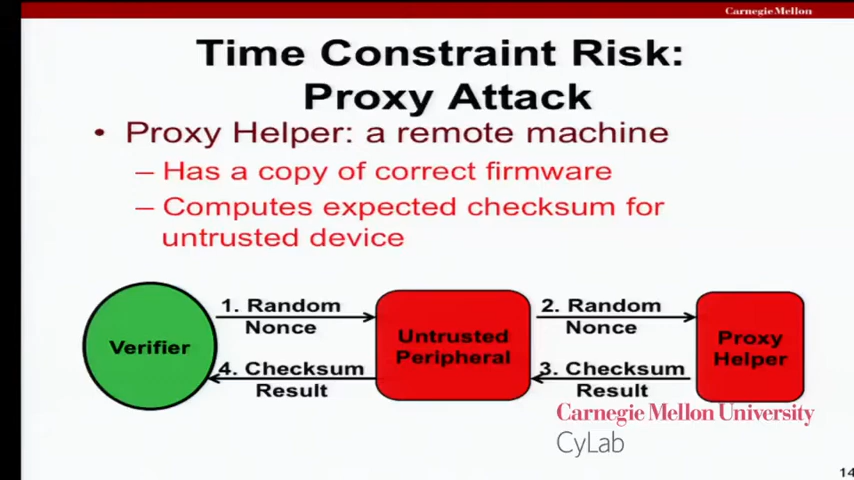 Carnegie Mellon
Time Constraint Risk:
Proxy Attack
• Proxy Helper: a remote machine
– Has a copy of correct firmware
– Computes expected checksum for
untrusted device
1. Random
Nonce
2. Random
Nonce
Verifier
Untrusted
Peripheral
Proxy
Helper
4. Checksum
Result
3. Checksum
Result
Carnegie Mellon University
CyLab
14